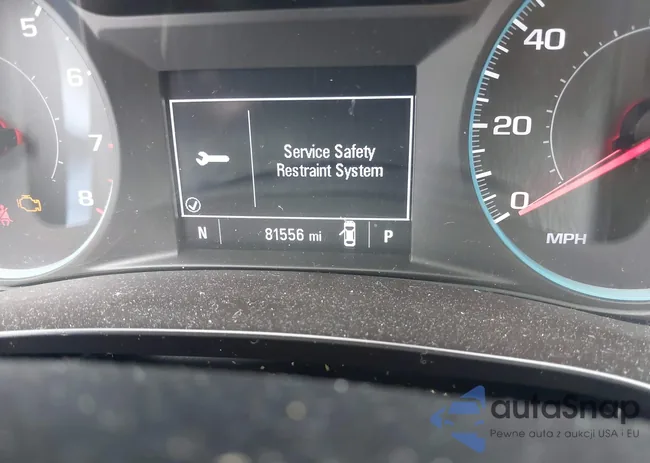 5
6
7
8
Service Safety
Restraint System
N 81556 mi P
40
20
0
MPH
autoSnap
Pewne auta z aukcji USA i EU